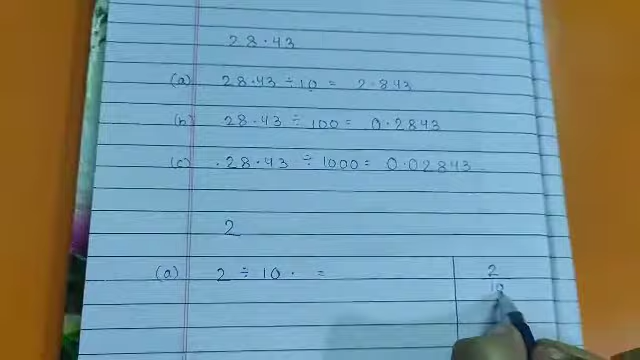 28.43
(a) 28.43 ÷ 10 = 2.843
(b) 28.43 ÷ 100 = 0.2843
(c) .28.43 ÷ 1000 = 0.02843
2
(a) 2 ÷ 10 . =
2
10